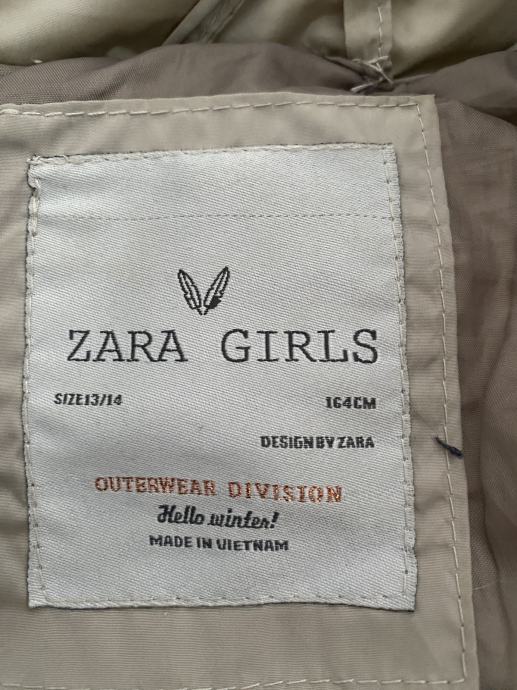 ZARA GIRLS
SIZE13/14 164CM
DESIGN BY ZARA
OUTERWEAR DIVISION
Hello winter!
MADE IN VIETNAM